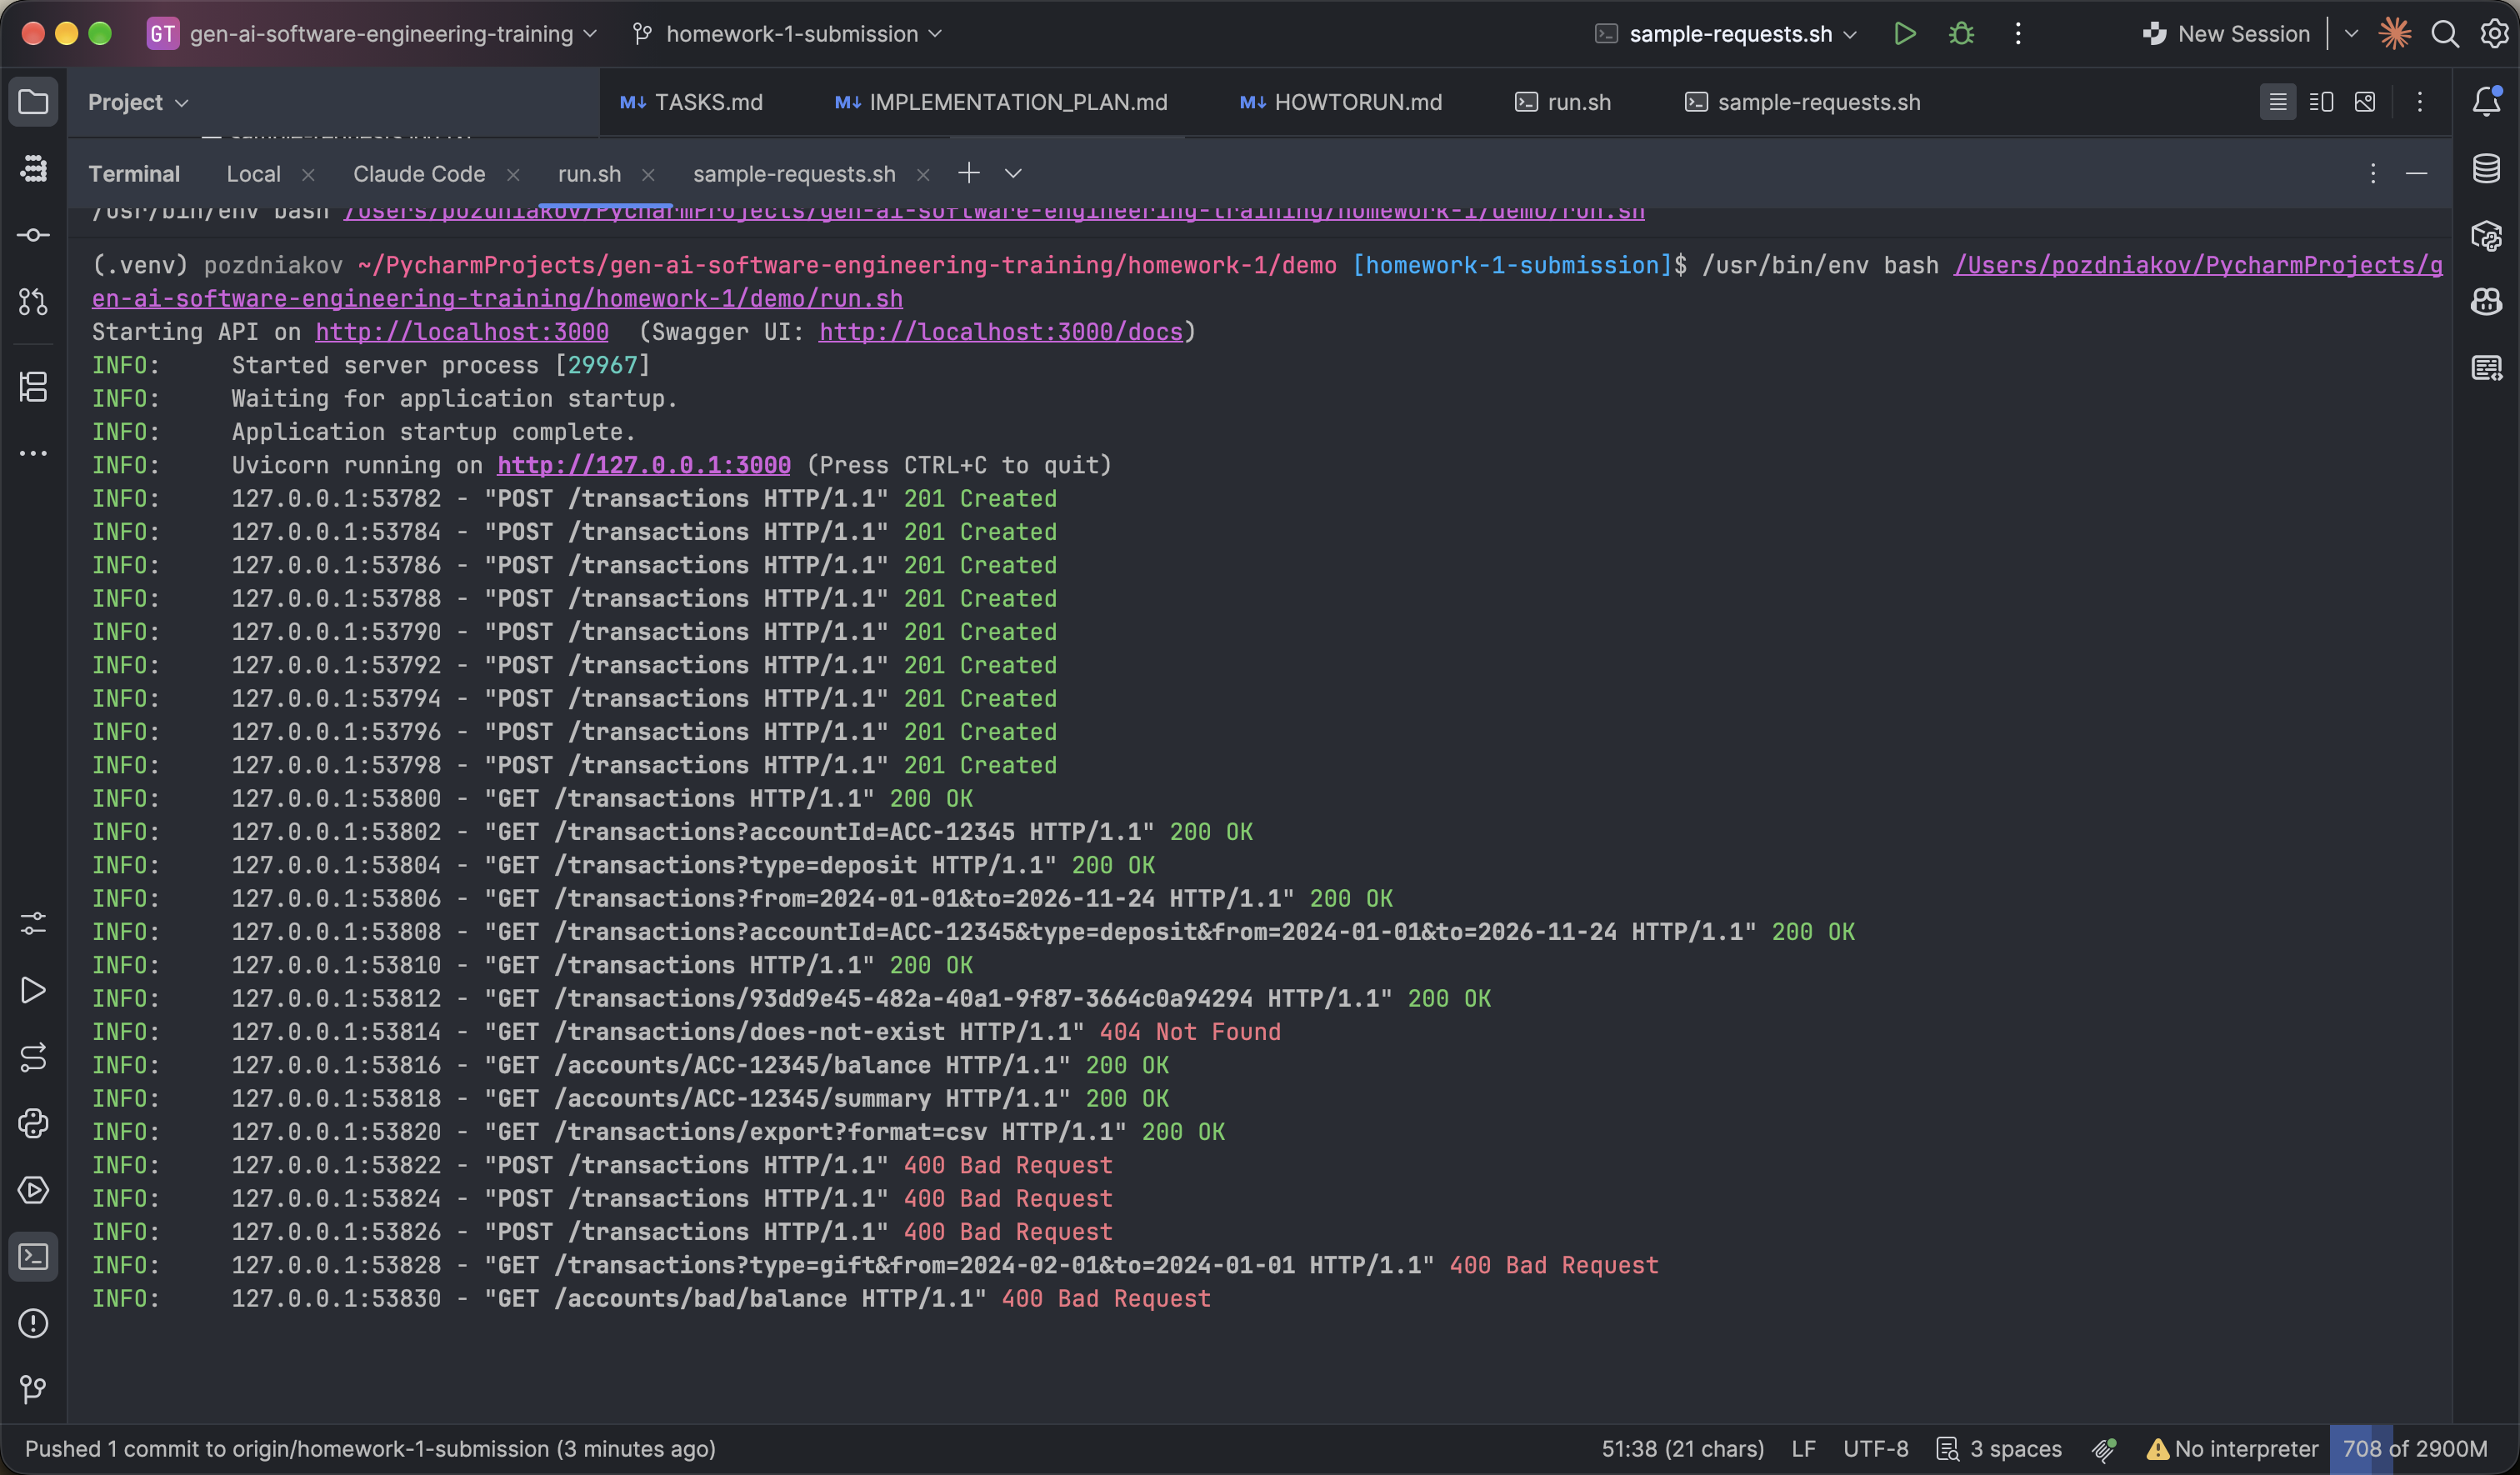 GT gen-ai-software-engineering-training homework-1-submission sample-requests.sh New Session
Project TASKS.md IMPLEMENTATION_PLAN.md HOWTORUN.md run.sh sample-requests.sh
Terminal Local Claude Code run.sh sample-requests.sh
/usr/bin/env bash /Users/pozdniakov/PycharmProjects/gen-ai-software-engineering-training/homework-1/demo/run.sh
(.venv) pozdniakov ~/PycharmProjects/gen-ai-software-engineering-training/homework-1/demo [homework-1-submission]$ /usr/bin/env bash /Users/pozdniakov/PycharmProjects/g
en-ai-software-engineering-training/homework-1/demo/run.sh
Starting API on http://localhost:3000 (Swagger UI: http://localhost:3000/docs)
INFO: Started server process [29967]
INFO: Waiting for application startup.
INFO: Application startup complete.
INFO: Uvicorn running on http://127.0.0.1:3000 (Press CTRL+C to quit)
INFO: 127.0.0.1:53782 - "POST /transactions HTTP/1.1" 201 Created
INFO: 127.0.0.1:53784 - "POST /transactions HTTP/1.1" 201 Created
INFO: 127.0.0.1:53786 - "POST /transactions HTTP/1.1" 201 Created
INFO: 127.0.0.1:53788 - "POST /transactions HTTP/1.1" 201 Created
INFO: 127.0.0.1:53790 - "POST /transactions HTTP/1.1" 201 Created
INFO: 127.0.0.1:53792 - "POST /transactions HTTP/1.1" 201 Created
INFO: 127.0.0.1:53794 - "POST /transactions HTTP/1.1" 201 Created
INFO: 127.0.0.1:53796 - "POST /transactions HTTP/1.1" 201 Created
INFO: 127.0.0.1:53798 - "POST /transactions HTTP/1.1" 201 Created
INFO: 127.0.0.1:53800 - "GET /transactions HTTP/1.1" 200 OK
INFO: 127.0.0.1:53802 - "GET /transactions?accountId=ACC-12345 HTTP/1.1" 200 OK
INFO: 127.0.0.1:53804 - "GET /transactions?type=deposit HTTP/1.1" 200 OK
INFO: 127.0.0.1:53806 - "GET /transactions?from=2024-01-01&to=2026-11-24 HTTP/1.1" 200 OK
INFO: 127.0.0.1:53808 - "GET /transactions?accountId=ACC-12345&type=deposit&from=2024-01-01&to=2026-11-24 HTTP/1.1" 200 OK
INFO: 127.0.0.1:53810 - "GET /transactions HTTP/1.1" 200 OK
INFO: 127.0.0.1:53812 - "GET /transactions/93dd9e45-482a-40a1-9f87-3664c0a94294 HTTP/1.1" 200 OK
INFO: 127.0.0.1:53814 - "GET /transactions/does-not-exist HTTP/1.1" 404 Not Found
INFO: 127.0.0.1:53816 - "GET /accounts/ACC-12345/balance HTTP/1.1" 200 OK
INFO: 127.0.0.1:53818 - "GET /accounts/ACC-12345/summary HTTP/1.1" 200 OK
INFO: 127.0.0.1:53820 - "GET /transactions/export?format=csv HTTP/1.1" 200 OK
INFO: 127.0.0.1:53822 - "POST /transactions HTTP/1.1" 400 Bad Request
INFO: 127.0.0.1:53824 - "POST /transactions HTTP/1.1" 400 Bad Request
INFO: 127.0.0.1:53826 - "POST /transactions HTTP/1.1" 400 Bad Request
INFO: 127.0.0.1:53828 - "GET /transactions?type=gift&from=2024-02-01&to=2024-01-01 HTTP/1.1" 400 Bad Request
INFO: 127.0.0.1:53830 - "GET /accounts/bad/balance HTTP/1.1" 400 Bad Request
Pushed 1 commit to origin/homework-1-submission (3 minutes ago) 51:38 (21 chars) LF UTF-8 3 spaces No interpreter 708 of 2900M